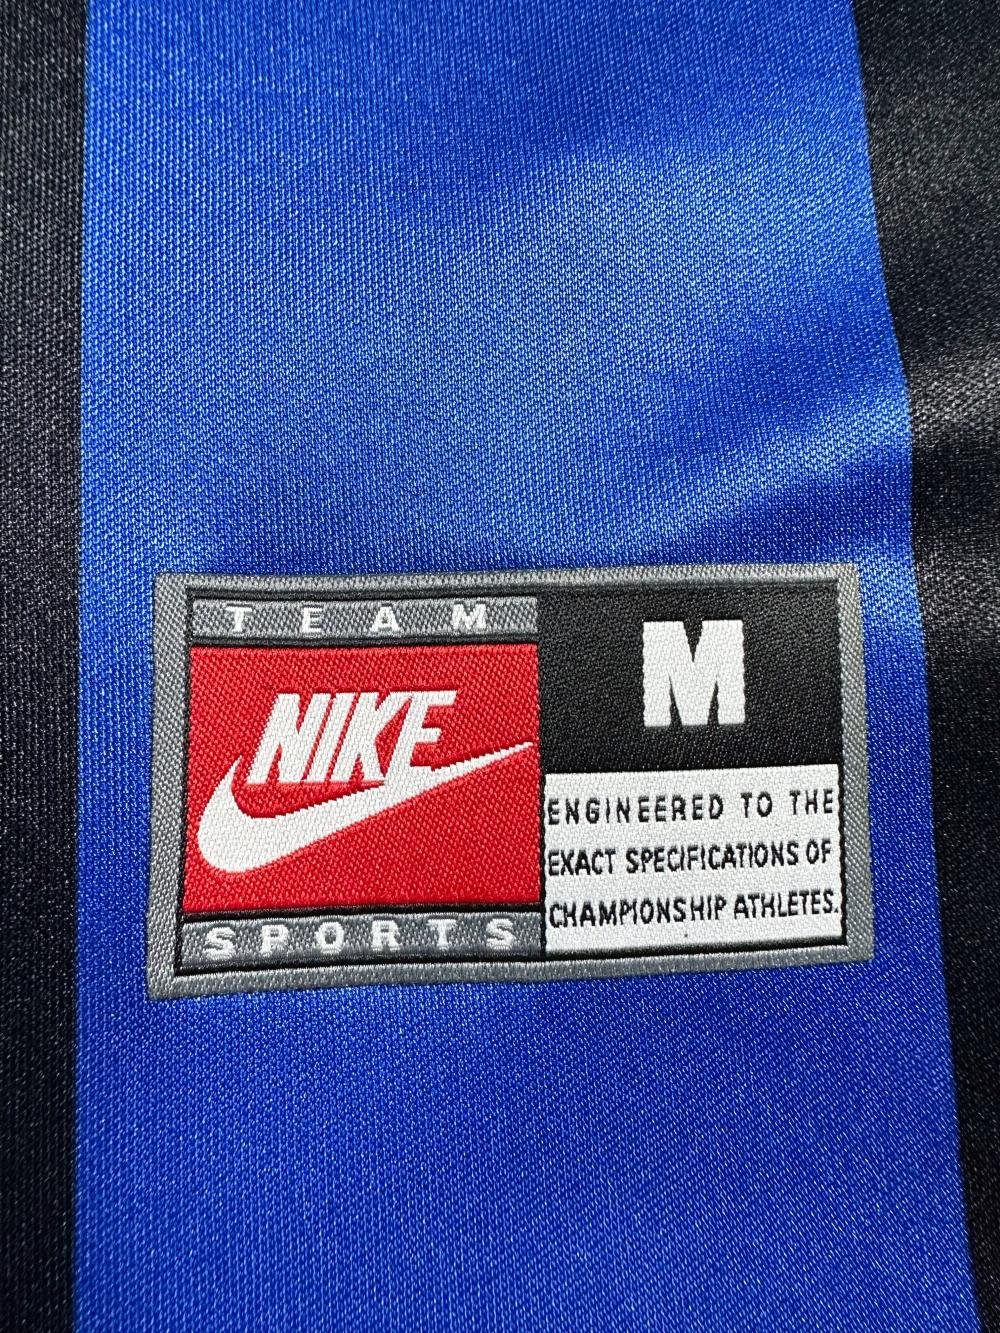 TEAM
NIKE
SPORTS
M
ENGINEERED TO THE
EXACT SPECIFICATIONS OF
CHAMPIONSHIP ATHLETES.